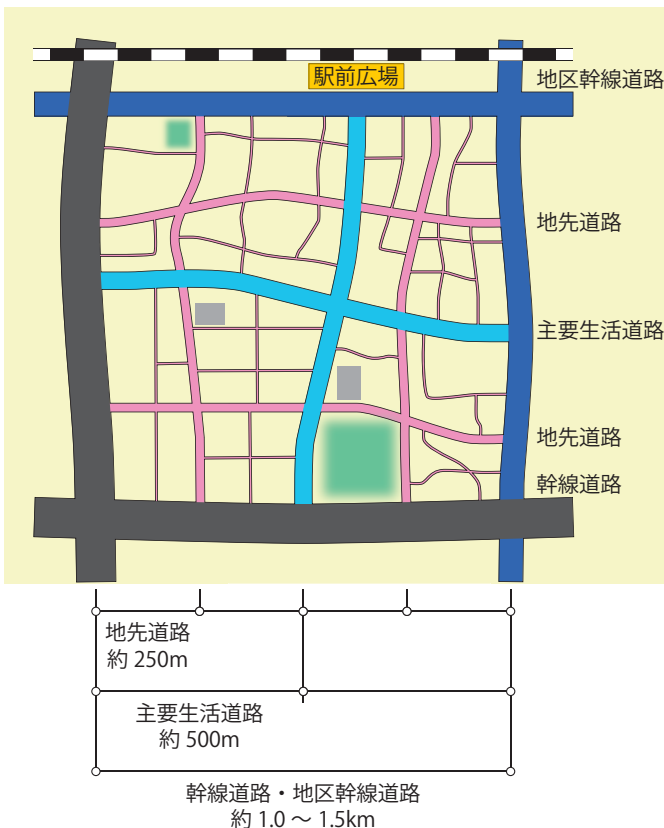 駅前広場
地区幹線道路
地先道路
主要生活道路
地先道路
幹線道路
地先道路
約 250m
主要生活道路
約 500m
幹線道路・地区幹線道路
約 1.0 ～ 1.5km